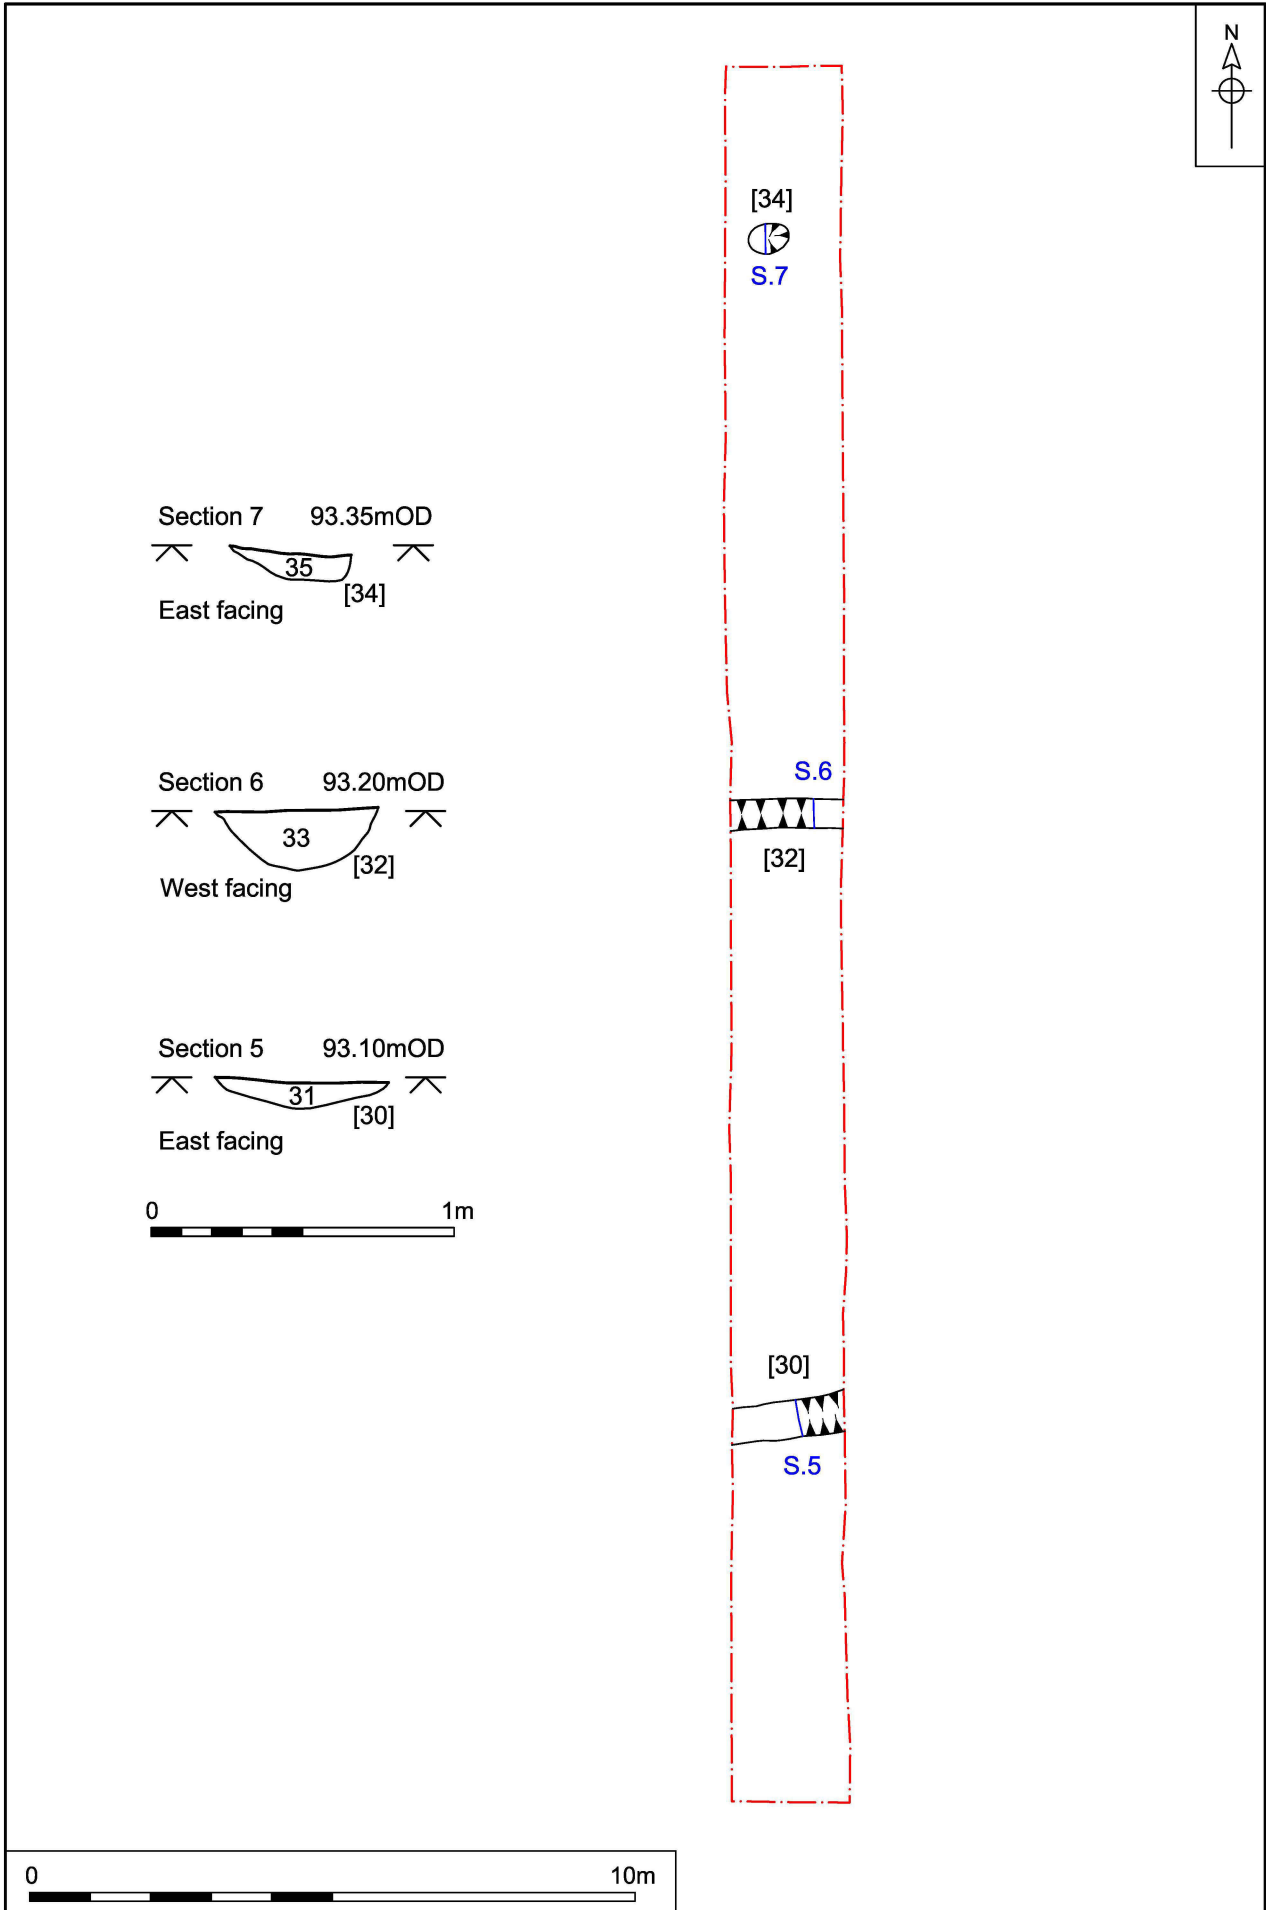 N
[34]
S.7
Section 7 93.35mOD
35
[34]
East facing
S.6
[32]
Section 6 93.20mOD
33
[32]
West facing
Section 5 93.10mOD
31
[30]
East facing
0 1m
[30]
S.5
0 10m